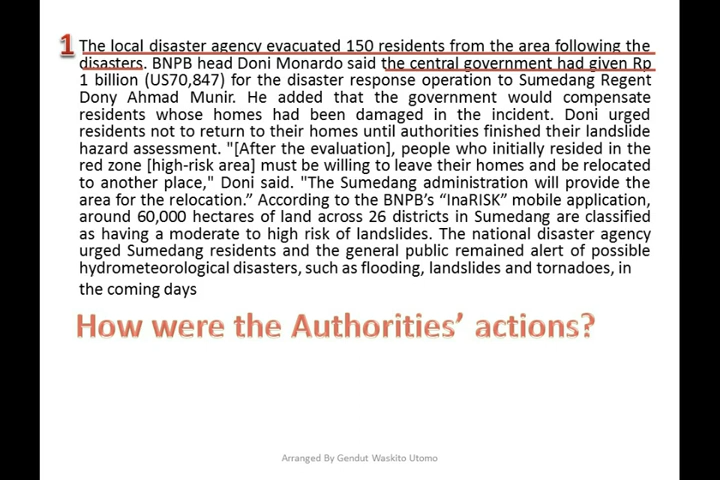 1 The local disaster agency evacuated 150 residents from the area following the
disasters. BNPB head Doni Monardo said the central government had given Rp
1 billion (US70,847) for the disaster response operation to Sumedang Regent
Dony Ahmad Munir. He added that the government would compensate
residents whose homes had been damaged in the incident. Doni urged
residents not to return to their homes until authorities finished their landslide
hazard assessment. "[After the evaluation], people who initially resided in the
red zone [high-risk area] must be willing to leave their homes and be relocated
to another place," Doni said. "The Sumedang administration will provide the
area for the relocation.” According to the BNPB’s “InaRISK” mobile application,
around 60,000 hectares of land across 26 districts in Sumedang are classified
as having a moderate to high risk of landslides. The national disaster agency
urged Sumedang residents and the general public remained alert of possible
hydrometeorological disasters, such as flooding, landslides and tornadoes, in
the coming days
How were the Authorities’ actions?
Arranged By Gendut Waskito Utomo